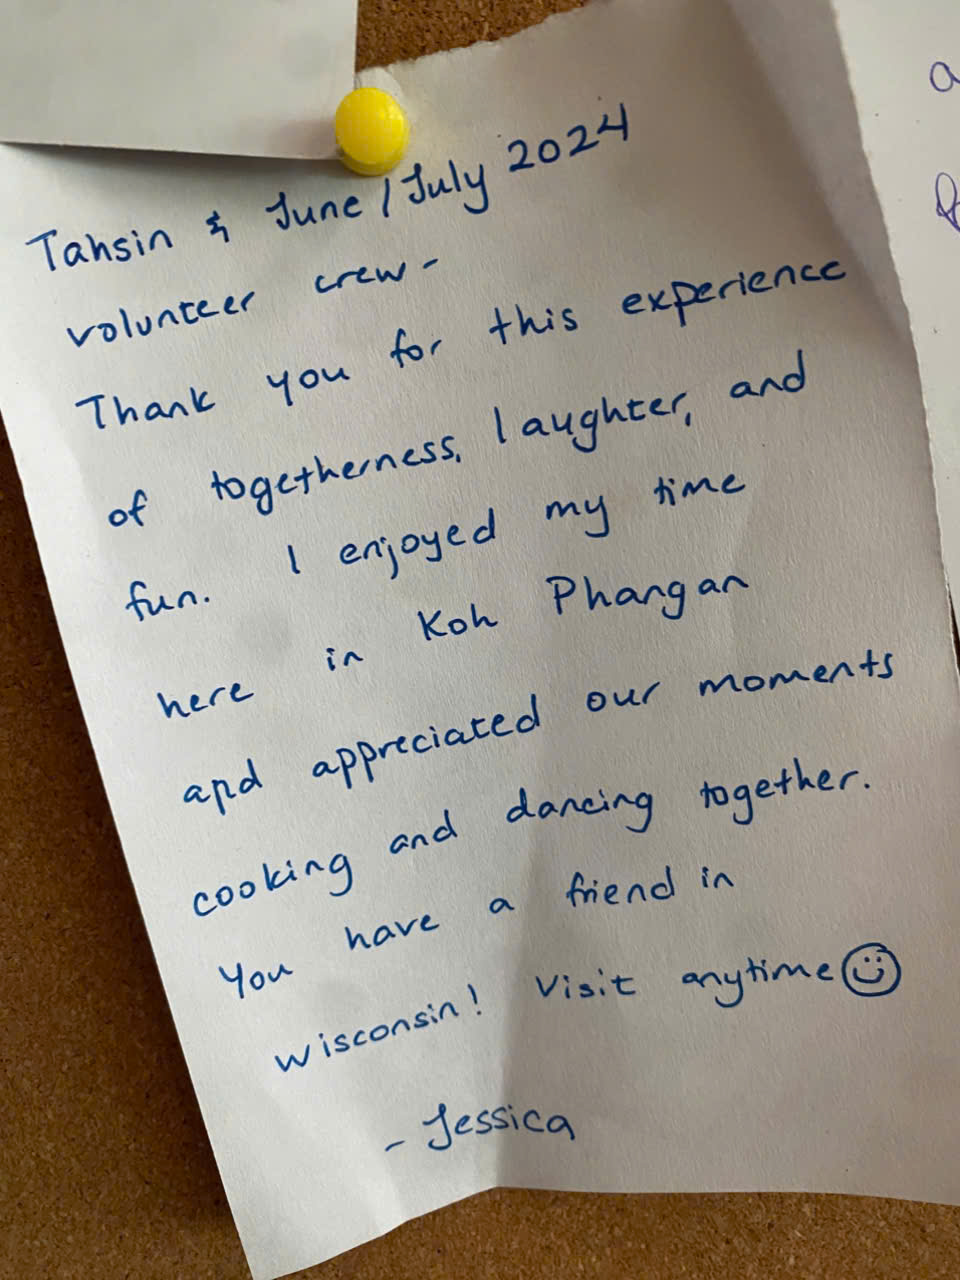 Tahsin & June/July 2024
volunteer crew-
Thank you for this experience
of togetherness, laughter, and
fun. I enjoyed my time
here in Koh Phangan
and appreciated our moments
cooking and dancing together.
You have a friend in
Wisconsin! Visit anytime☺
- Jessica